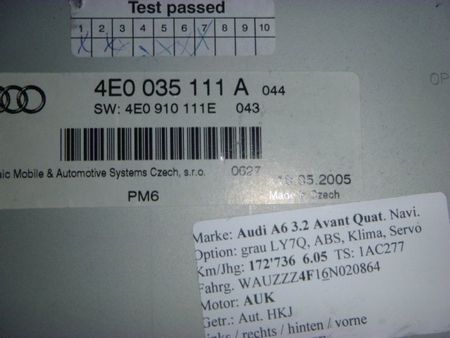 Test passed
1 2 3 4 5 6 7 8 9 10
4E0 035 111 A 044
SW: 4E0 910 111E 043
Mobile & Automotive Systems Czech, s.r.o. 0627 18.05.2005
PM6 Made in Czech
OP
Marke: Audi A6 3.2 Avant Quat. Navi.
Option: grau LY7Q, ABS, Klima, Servo
Km/Jhg: 172'736 6.05 TS: 1AC277
Fahrg. WAUZZZ4F16N020864
Motor: AUK
Getr.: Aut. HKJ
links / rechts / hinten / vorne